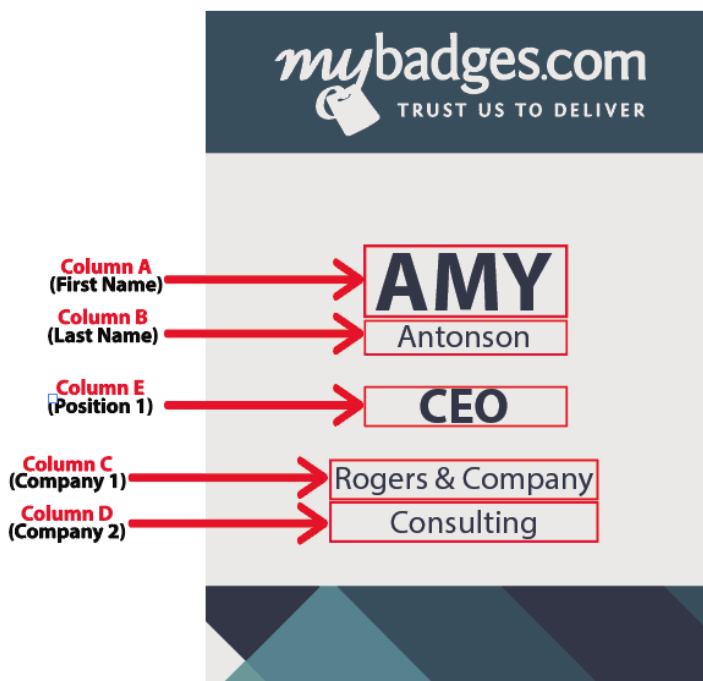 mybadges.com
TRUST US TO DELIVER
Column A
(First Name)
AMY
Column B
(Last Name)
Antonson
Column E
(Position 1)
CEO
Column C
(Company 1)
Rogers & Company
Column D
(Company 2)
Consulting